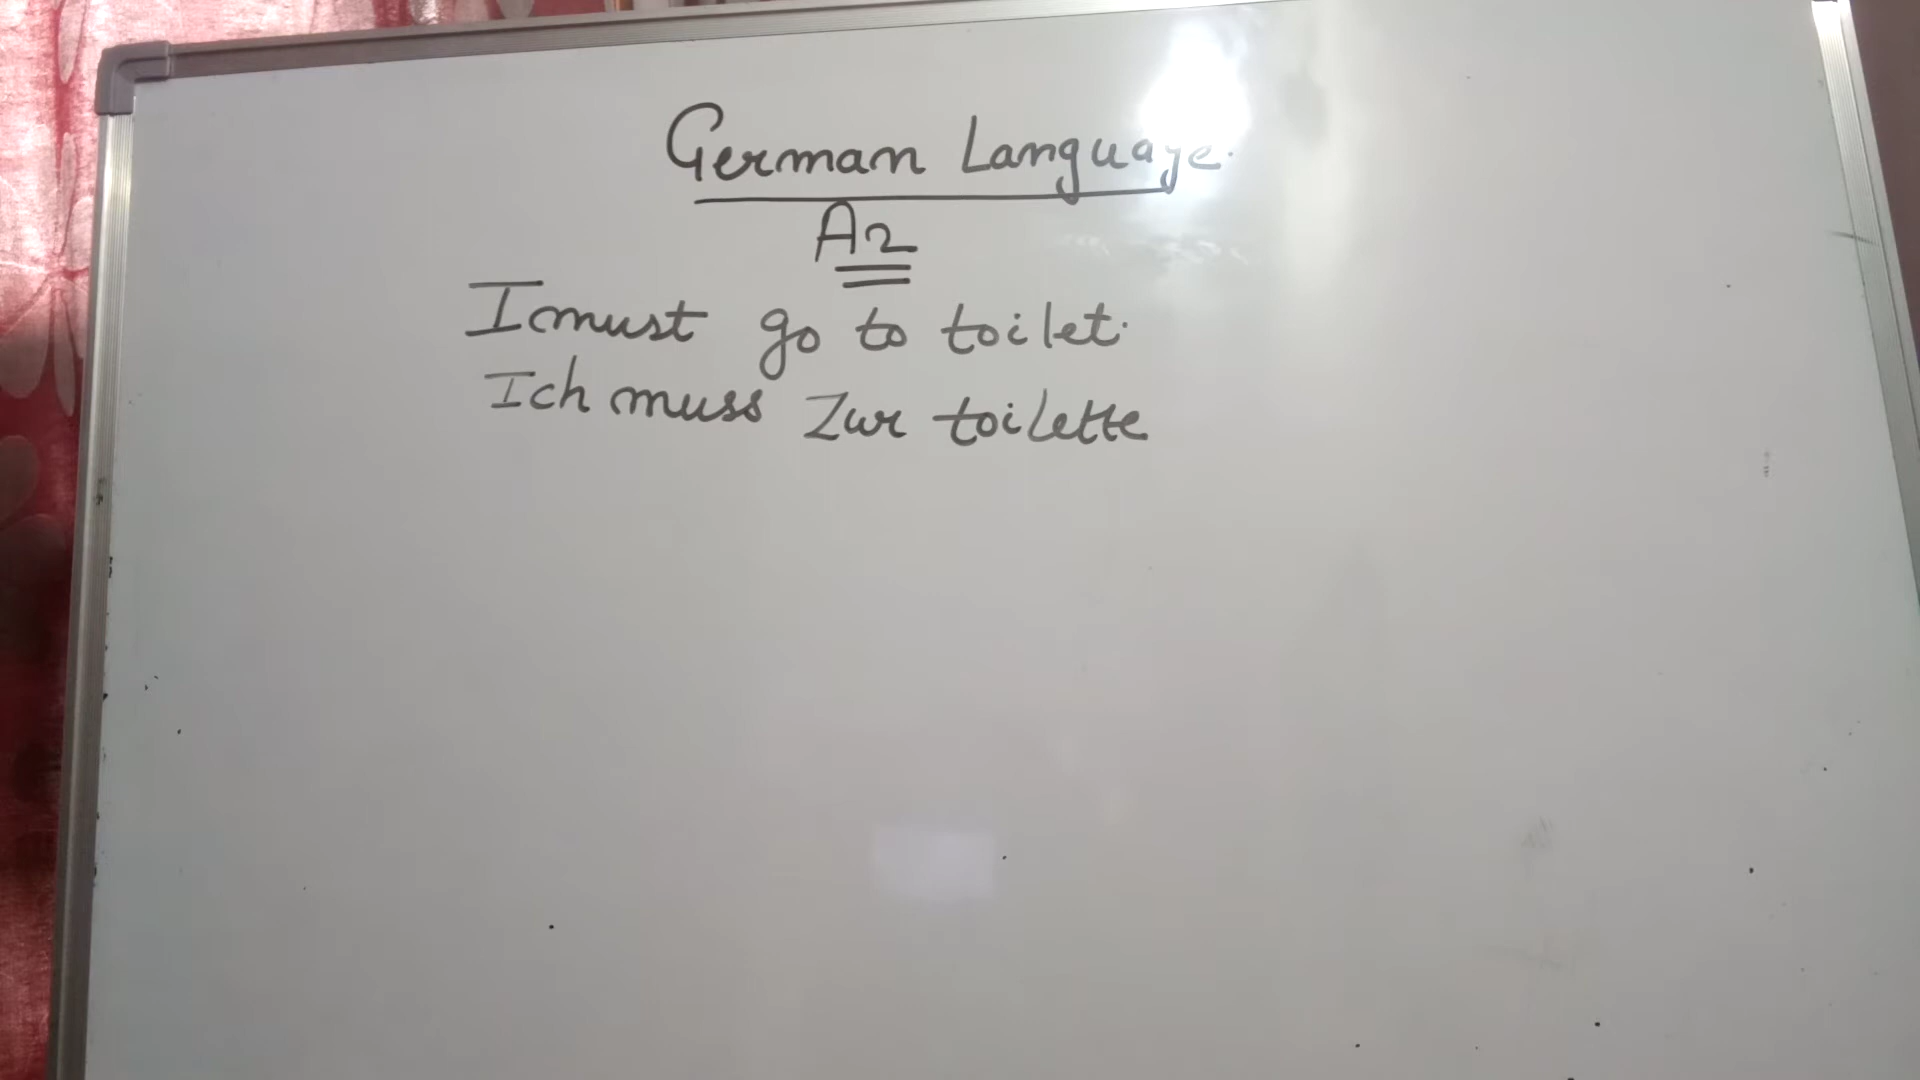 German Language.
A2
I must go to toilet.
Ich muss Zur toilette